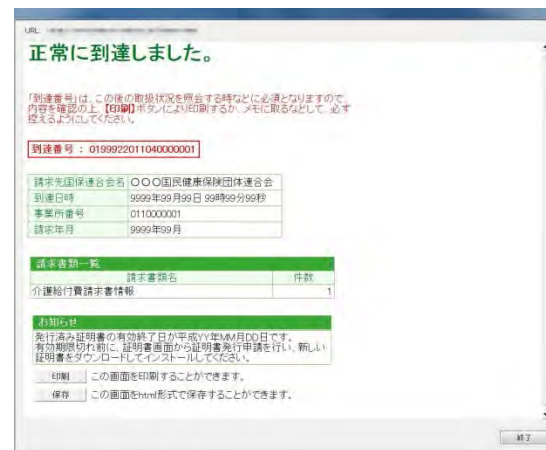 URL
正常に到達しました。
「到達番号」は、この後の取扱状況を照会する時などに必須となりますので、
内容を確認の上、【印刷】ボタンにより印刷するか、メモに取るなどして、必ず
控えるようにしてください。
到達番号 : 0199922011040000001
請求先国保連合会名 〇〇〇国民健康保険団体連合会
到達日時 9999年99月99日 99時99分99秒
事業所番号 0110000001
請求年月 9999年99月
請求書類一覧
請求書類名 件数
介護給付費請求書情報 1
お知らせ
発行済み証明書の有効終了日が平成YY年MM月DD日です。
有効期限切れ前に、証明書画面から証明書発行申請を行い、新しい
証明書をダウンロードしてインストールしてください。
印刷 この画面を印刷することができます。
保存 この画面をhtml形式で保存することができます。
終了